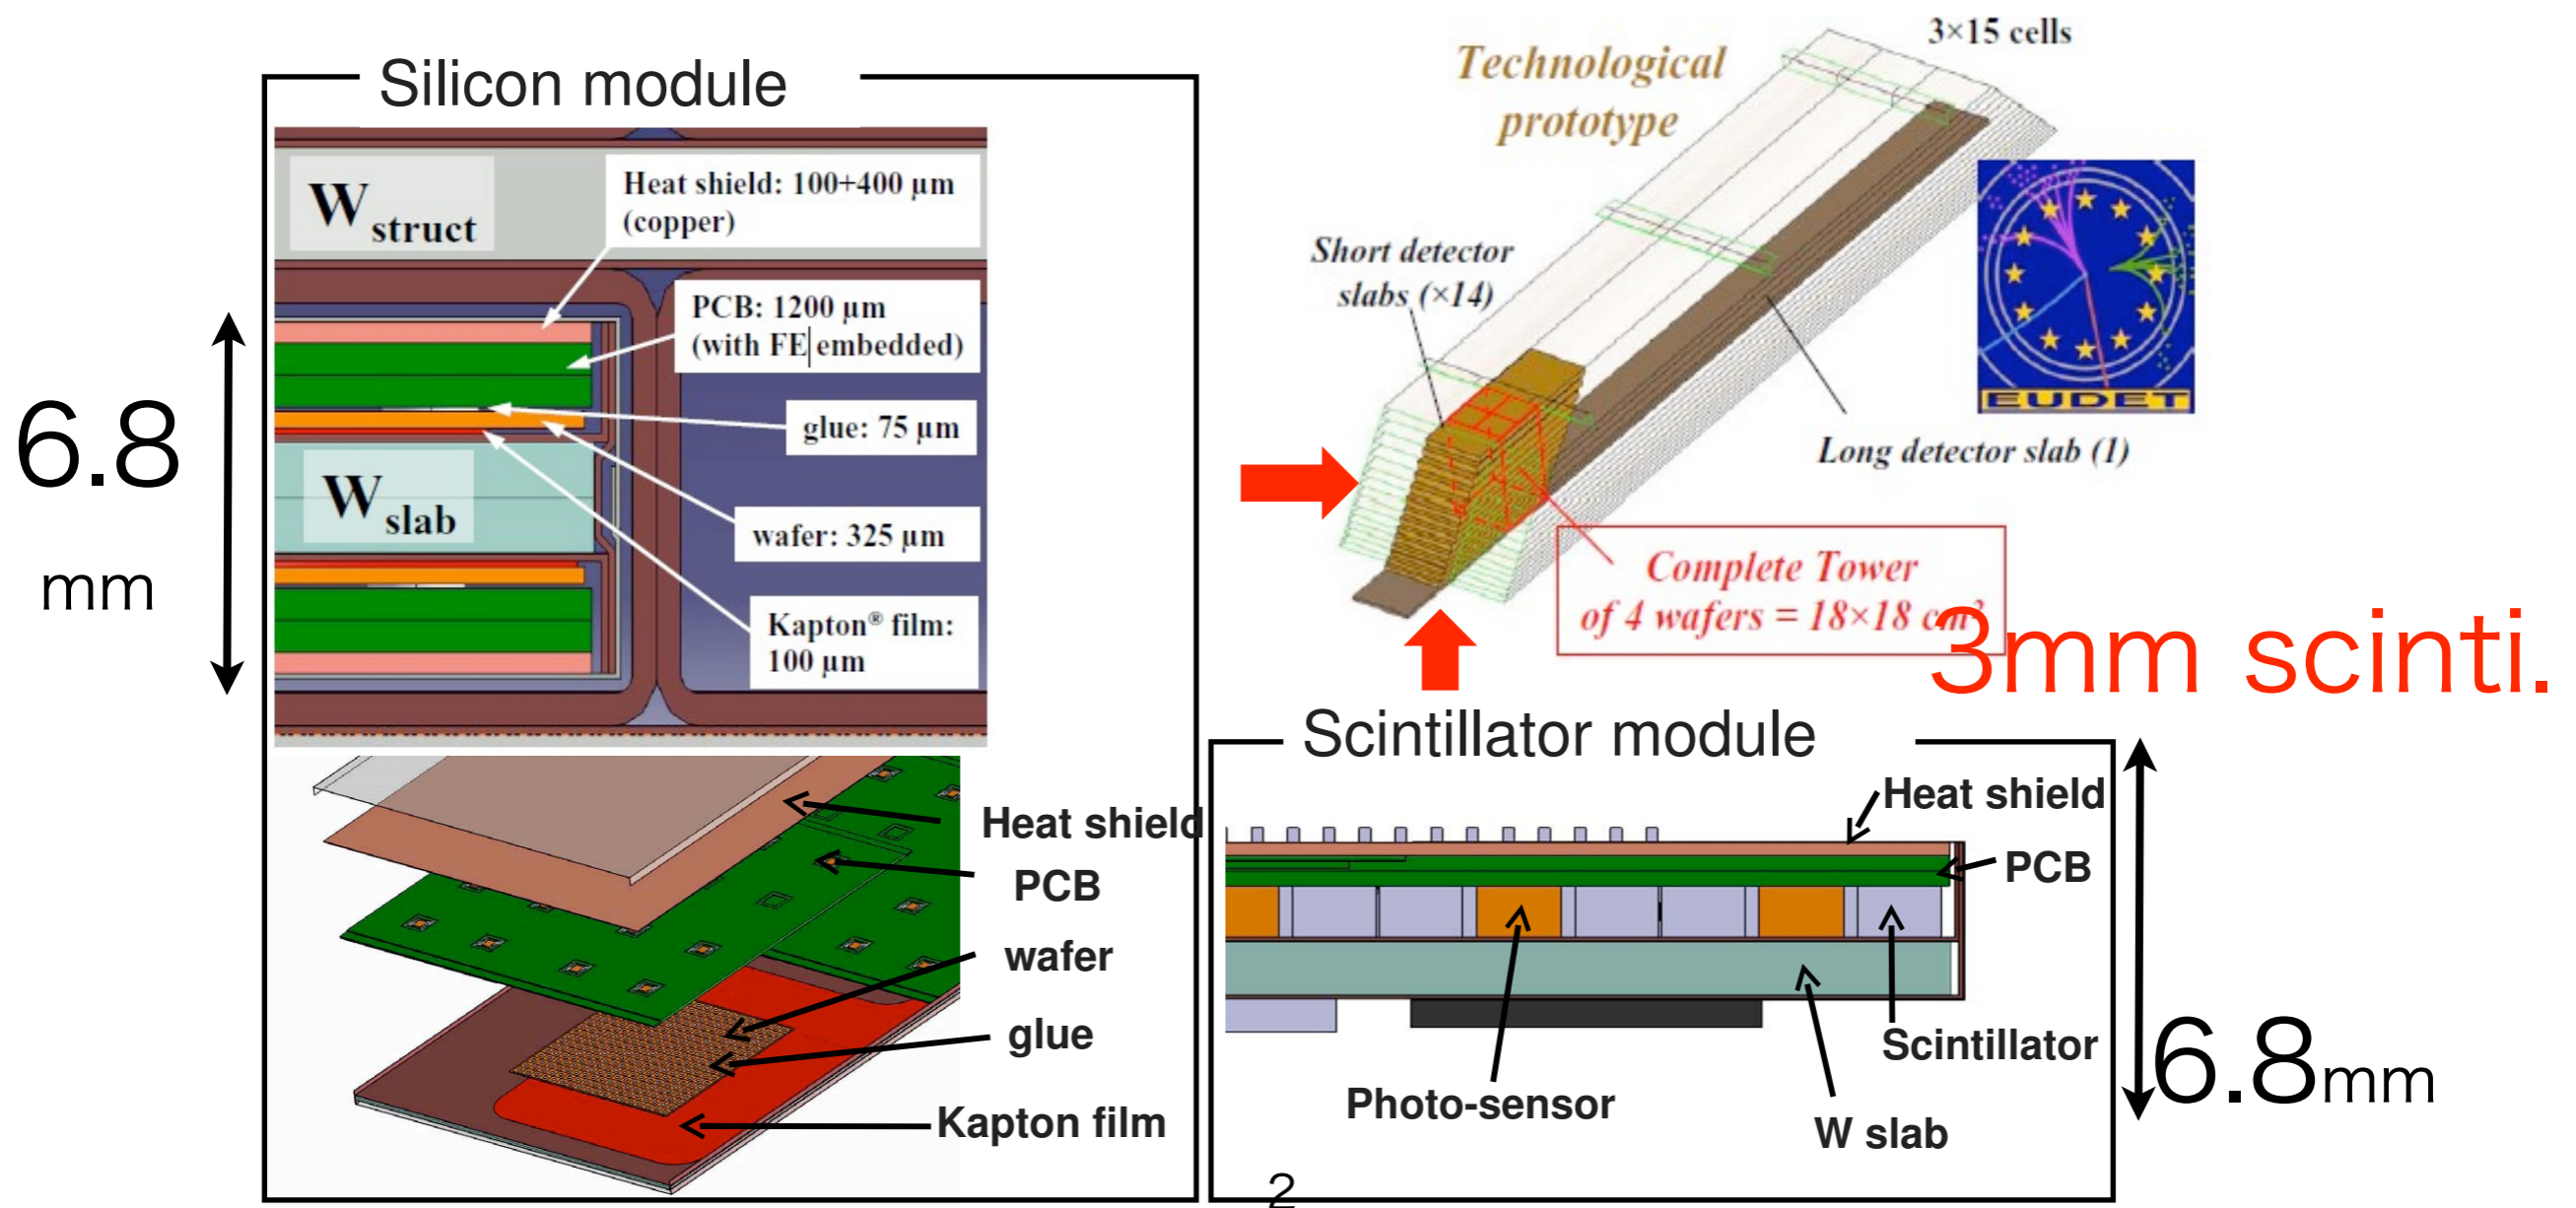 Silicon module
W struct
Heat shield: 100+400 µm
(copper)
PCB: 1200 µm
(with FE embedded)
glue: 75 µm
wafer: 325 µm
Kapton® film:
100 µm
W slab
6.8
mm
Heat shield
PCB
wafer
glue
Kapton film
Technological
prototype
3×15 cells
Short detector
slabs (×14)
EUDET
Long detector slab (1)
Complete Tower
of 4 wafers = 18×18 cm²
3mm scinti.
Scintillator module
Heat shield
PCB
Scintillator
Photo-sensor
W slab
6.8mm
2